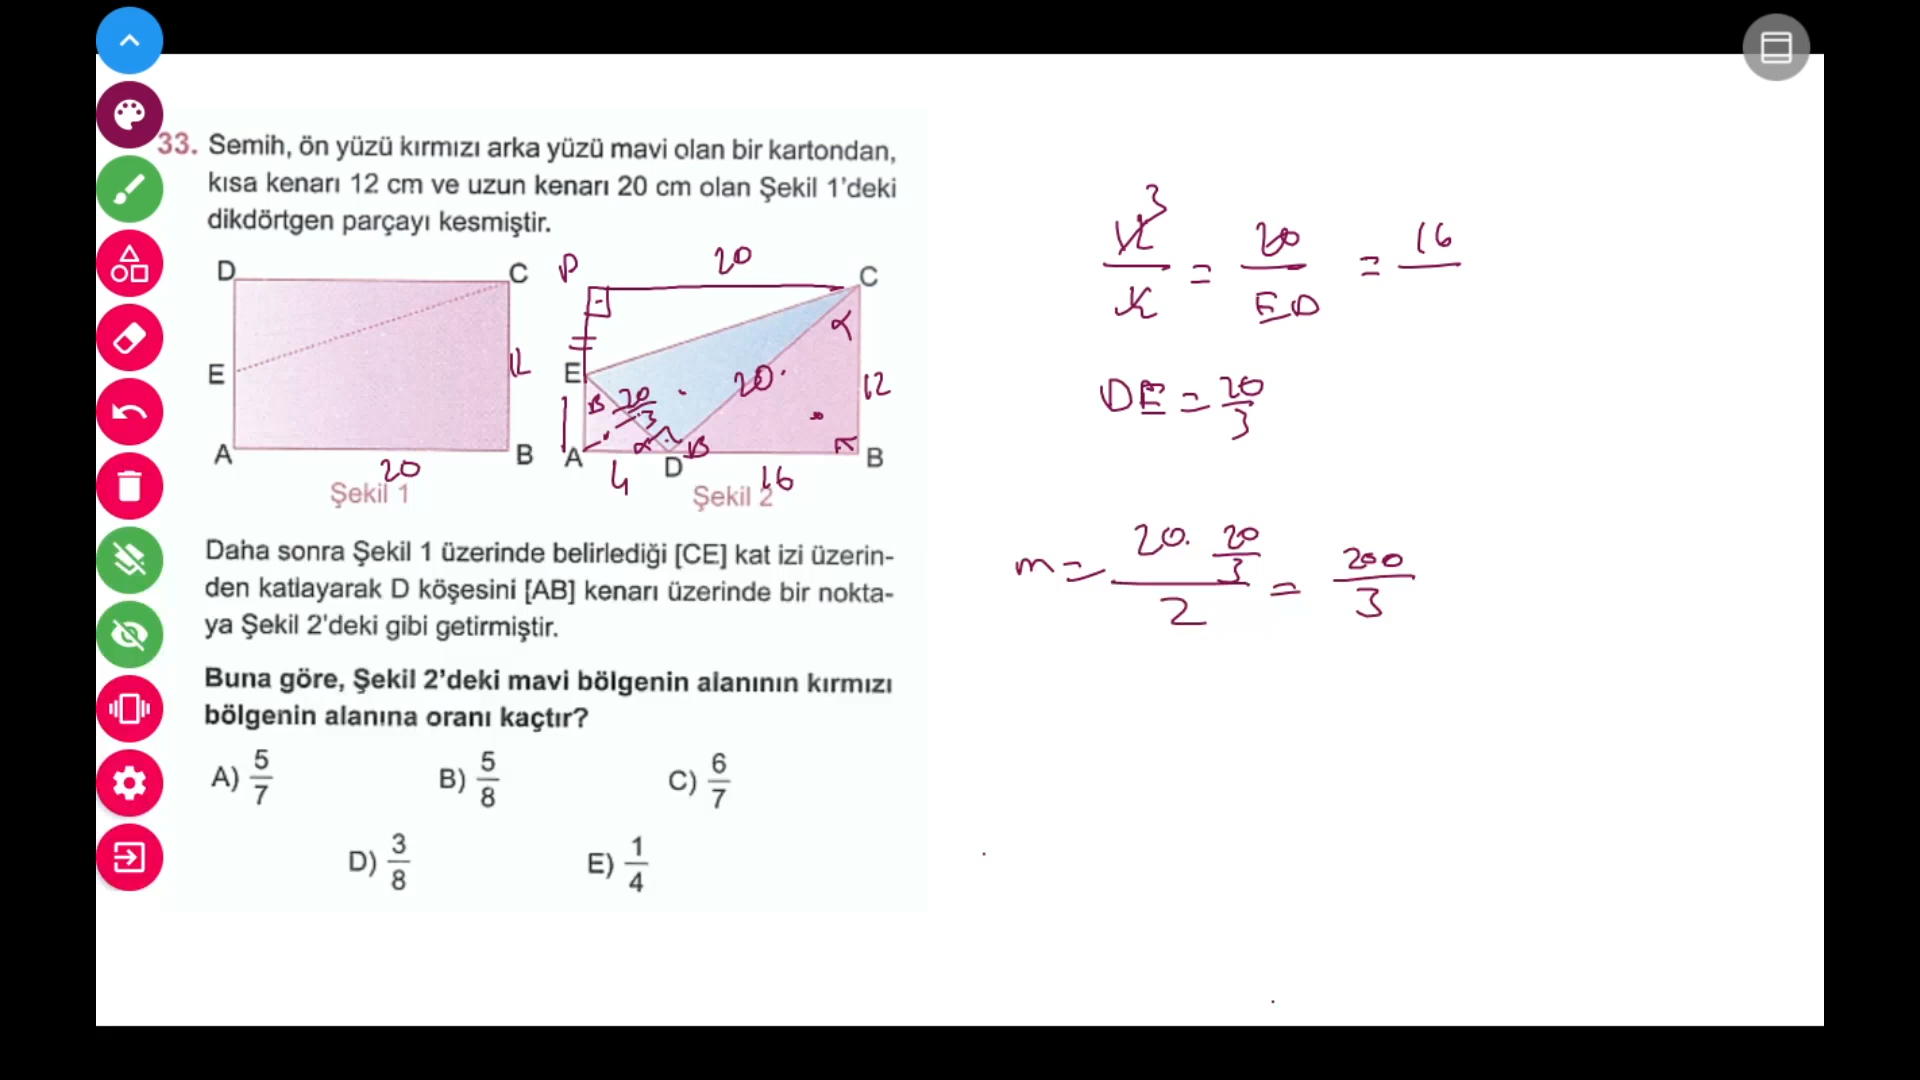 33. Semih, ön yüzü kırmızı arka yüzü mavi olan bir kartondan,
kısa kenarı 12 cm ve uzun kenarı 20 cm olan Şekil 1'deki
dikdörtgen parçayı kesmiştir.
D C
E 12
A B
20
Şekil 1
P 20 C
α
E 20 12
B 20/3
α B
A D B
4 16
Şekil 2
Daha sonra Şekil 1 üzerinde belirlediği [CE] kat izi üzerin-
den katlayarak D köşesini [AB] kenarı üzerinde bir nokta-
ya Şekil 2'deki gibi getirmiştir.
Buna göre, Şekil 2'deki mavi bölgenin alanının kırmızı
bölgenin alanına oranı kaçtır?
A) 5/7 B) 5/8 C) 6/7
D) 3/8 E) 1/4
12 3/4 = 20/ED = 16
DE = 20/3
m = 20. 20/3 / 2 = 200/3